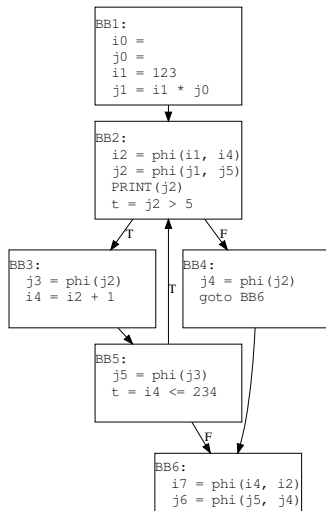 BB1:
i0 =
j0 =
i1 = 123
j1 = i1 * j0
BB2:
i2 = phi(i1, i4)
j2 = phi(j1, j5)
PRINT(j2)
t = j2 > 5
T
F
BB3:
j3 = phi(j2)
i4 = i2 + 1
BB4:
j4 = phi(j2)
goto BB6
T
BB5:
j5 = phi(j3)
t = i4 <= 234
F
BB6:
i7 = phi(i4, i2)
j6 = phi(j5, j4)